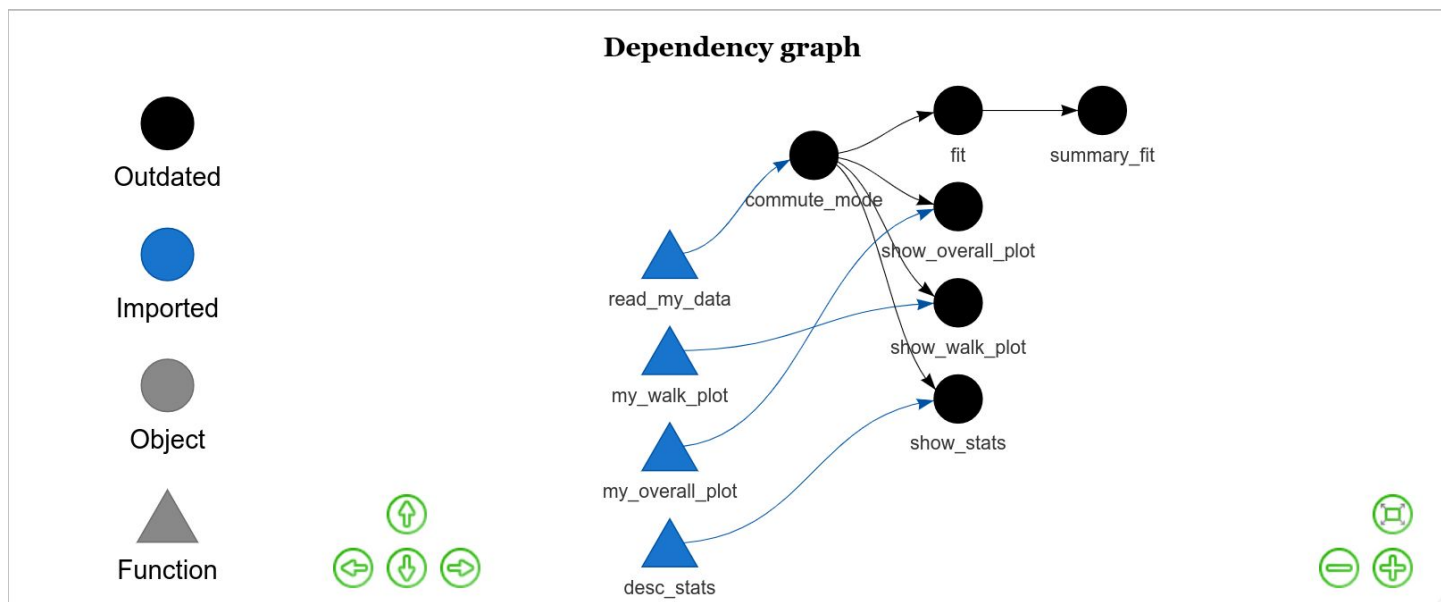 Dependency graph
Outdated
Imported
Object
Function
fit
summary_fit
commute_mode
show_overall_plot
read_my_data
show_walk_plot
my_walk_plot
show_stats
my_overall_plot
desc_stats